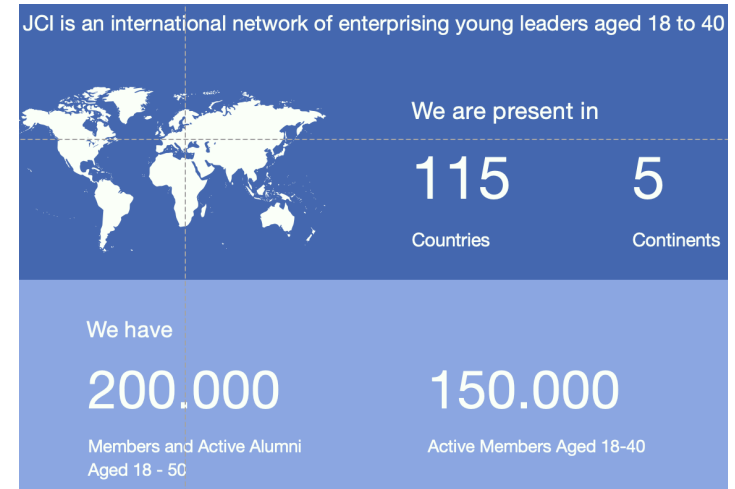 JCI is an international network of enterprising young leaders aged 18 to 40
We are present in
115
5
Countries
Continents
We have
200.000
150.000
Members and Active Alumni
Aged 18 - 50
Active Members Aged 18-40